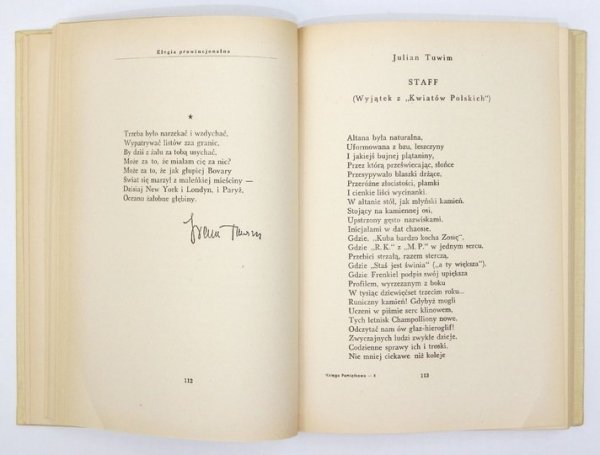 Elegia prowincjonalna
*
Trzeba było narzekać i wzdychać,
Wypatrywać listów zza granic,
By dziś z żalu za tobą usychać,
Może za to, że miałam cię za nic?
Może za to, że jak głupiej Bovary
Świat się marzył z maleńkiej mieściny —
Dzisiaj New York i Londyn, i Paryż,
Oceanu żałobne głębiny.
Irena Tuwim
112
Julian Tuwim
STAFF
(Wyjątek z „Kwiatów Polskich")
Altana była naturalna,
Uformowana z bzu, leszczyny
I jakiejś bujnej plątaniny,
Przez którą przeświecając, słońce
Przesypywało blaszki drżące,
Przeróżne złocistości, plamki
I cienkie liści wycinanki.
W altanie stół, jak młyński kamień.
Stojący na kamiennej osi,
Upstrzony gęsto nazwiskami,
Inicjałami w dat chaosie.
Gdzie „Kuba bardzo kocha Zosię",
Gdzie „R.K." z „M.P." w jednym sercu,
Przebici strzałą, razem sterczą,
Gdzie „Staś jest świnia" („a ty większa")
Gdzie Frenkiel podpis swój upiększa
Profilem, wyrzezanym z boku
W tysiąc dziewięćset trzecim roku...
Runiczny kamień! Gdybyż mogli
Uczeni w piśmie serc klinowem,
Tych letnisk Champolliony nowe,
Odczytać nam ów głaz-hieroglif!
Zwyczajnych ludzi zwykłe dzieje,
Codzienne sprawy ich i troski,
Nie mniej ciekawe niż koleje
Księga Pamiątkowa — 8
113